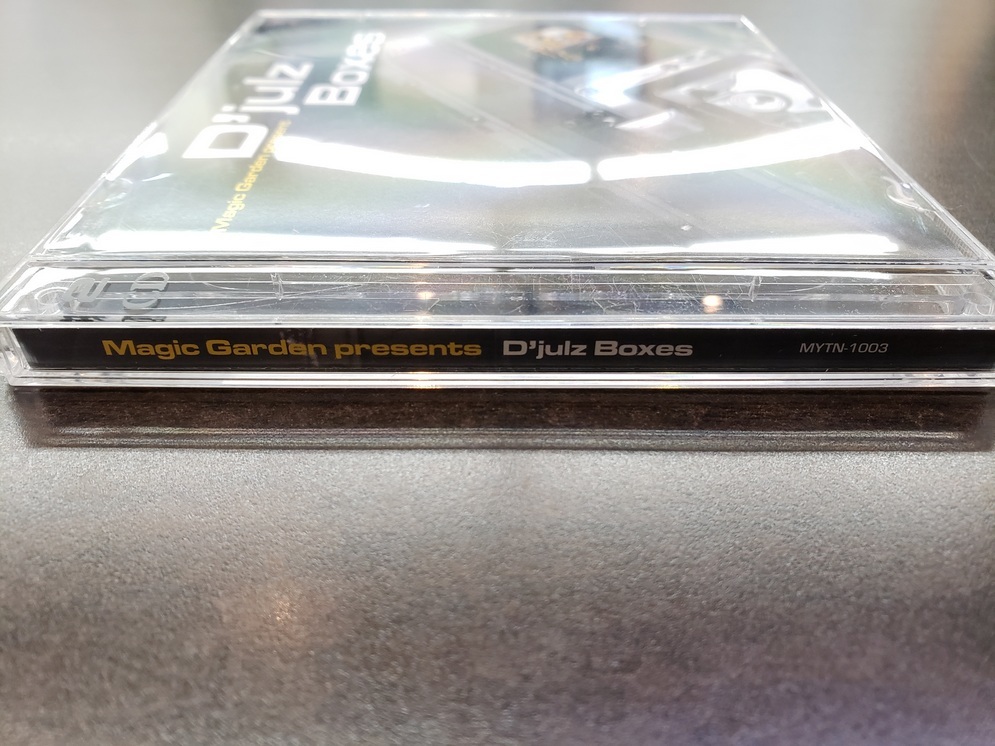 D'julz
Boxes
Magic Garden presents
Magic Garden presents D'julz Boxes MYTN-1003